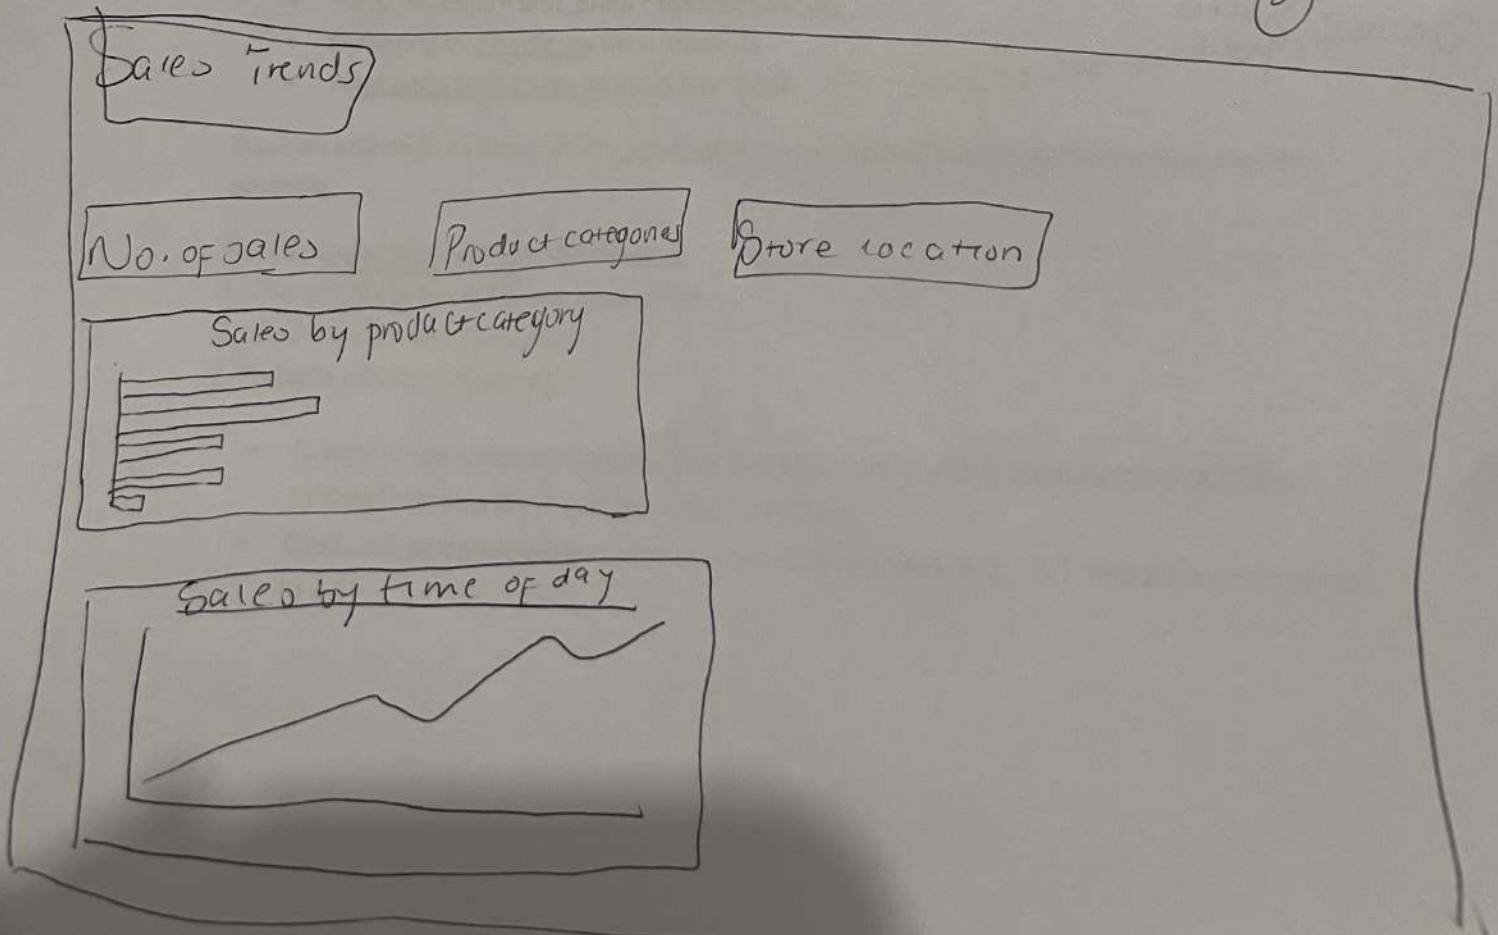 Sales Trends
No. of sales
Product categories
Store location
Sales by product category
Sales by time of day